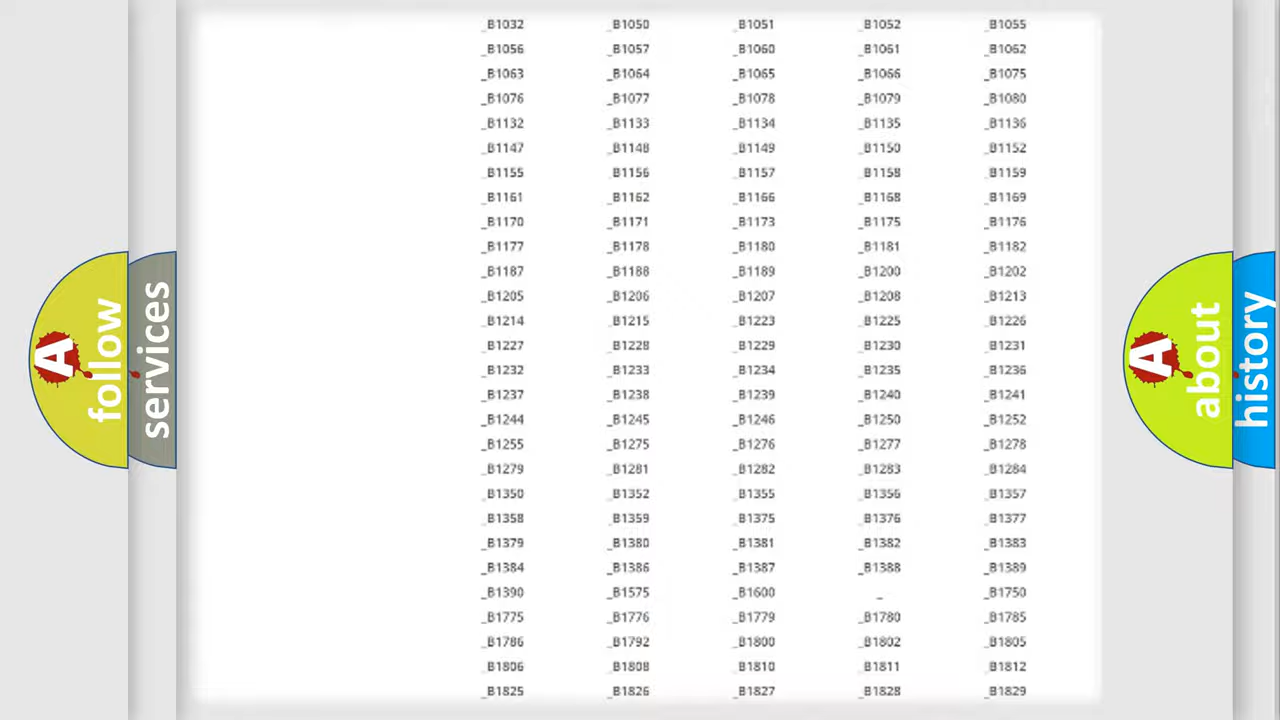 _B1032 _B1050 _B1051 _B1052 _B1055
_B1056 _B1057 _B1060 _B1061 _B1062
_B1063 _B1064 _B1065 _B1066 _B1075
_B1076 _B1077 _B1078 _B1079 _B1080
_B1132 _B1133 _B1134 _B1135 _B1136
_B1147 _B1148 _B1149 _B1150 _B1152
_B1155 _B1156 _B1157 _B1158 _B1159
_B1161 _B1162 _B1166 _B1168 _B1169
_B1170 _B1171 _B1173 _B1175 _B1176
_B1177 _B1178 _B1180 _B1181 _B1182
_B1187 _B1188 _B1189 _B1200 _B1202
_B1205 _B1206 _B1207 _B1208 _B1213
_B1214 _B1215 _B1223 _B1225 _B1226
_B1227 _B1228 _B1229 _B1230 _B1231
_B1232 _B1233 _B1234 _B1235 _B1236
_B1237 _B1238 _B1239 _B1240 _B1241
_B1244 _B1245 _B1246 _B1250 _B1252
_B1255 _B1275 _B1276 _B1277 _B1278
_B1279 _B1281 _B1282 _B1283 _B1284
_B1350 _B1352 _B1355 _B1356 _B1357
_B1358 _B1359 _B1375 _B1376 _B1377
_B1379 _B1380 _B1381 _B1382 _B1383
_B1384 _B1386 _B1387 _B1388 _B1389
_B1390 _B1575 _B1600 _ _B1750
_B1775 _B1776 _B1779 _B1780 _B1785
_B1786 _B1792 _B1800 _B1802 _B1805
_B1806 _B1808 _B1810 _B1811 _B1812
_B1825 _B1826 _B1827 _B1828 _B1829
A follow
services
A about
history